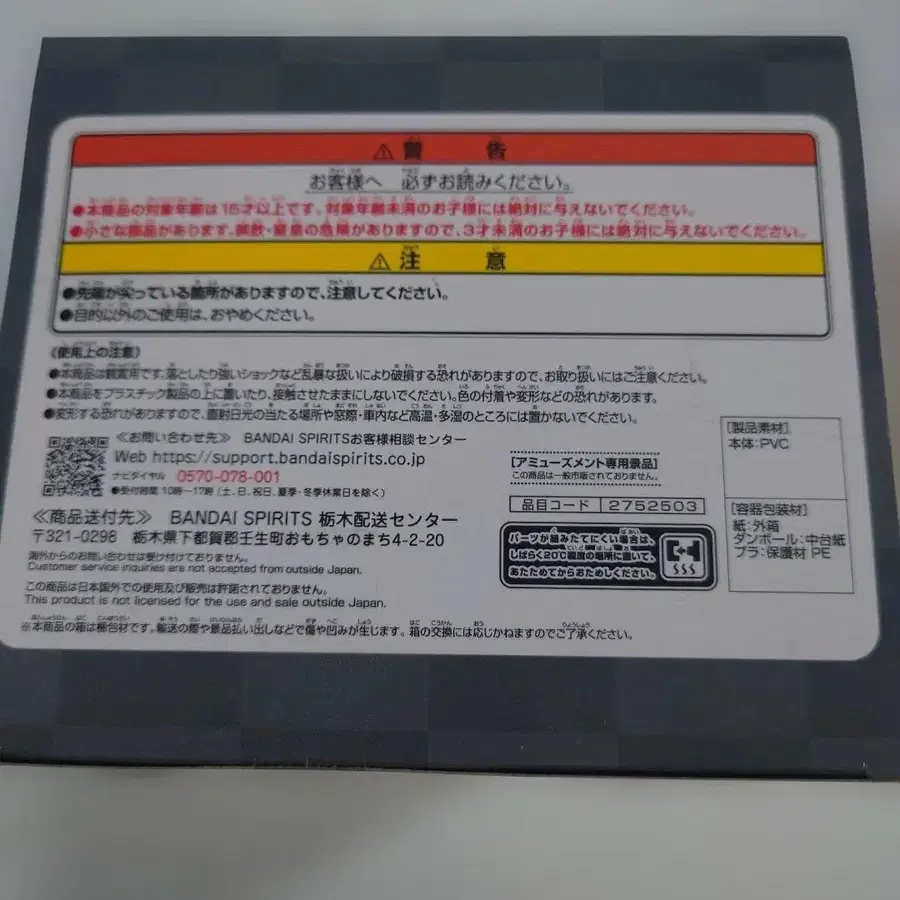 ⚠警 告
お客様へ 必ずお読みください。
●本商品の対象年齢は15才以上です。対象年齢未満のお子様には絶対に与えないでください。
●小さな部品があります。誤飲・窒息の危険がありますので、3才未満のお子様には絶対に与えないでください。
⚠注 意
●先端が尖っている箇所がありますので、注意してください。
●目的以外のご使用は、おやめください。
《使用上の注意》
●本商品は観賞用です。落としたり強いショックなど乱暴な扱いにより破損する恐れがありますので、お取り扱いにはご注意ください。
●本商品をプラスチック製品の上に置いたり、接触させたままにしないでください。色の付着や変形などの恐れがあります。
●変形する恐れがありますので、直射日光の当たる場所や窓際・車内など高温・多湿のところには置かないでください。
≪お問い合わせ先≫ BANDAI SPIRITSお客様相談センター
Web https://support.bandaispirits.co.jp
ナビダイヤル 0570-078-001
●受付時間 10時〜17時(土、日、祝日、夏季・冬季休業日を除く)
≪商品送付先≫ BANDAI SPIRITS 栃木配送センター
〒321-0298 栃木県下都賀郡壬生町おもちゃのまち4-2-20
海外からのお問い合わせは受け付けておりません。
Customer service inquiries are not accepted from outside Japan.
この商品は日本国外での使用及び販売は許諾されておりません。
This product is not licensed for the use and sale outside Japan.
※本商品の箱は梱包材です。輸送の際や景品払い出しなどで傷や凹みが生じます。箱の交換には応じかねますのでご了承ください。
[アミューズメント専用景品]
この商品は一般市販されておりません。
品目コード 2752503
パーツが組みたてにくい場合は、
しばらく20℃程度の場所に置いて、
あたためてからおためしください。
[製品素材]
本体:PVC
[容器包装材]
紙:外箱
ダンボール:中台紙
プラ:保護材 PE